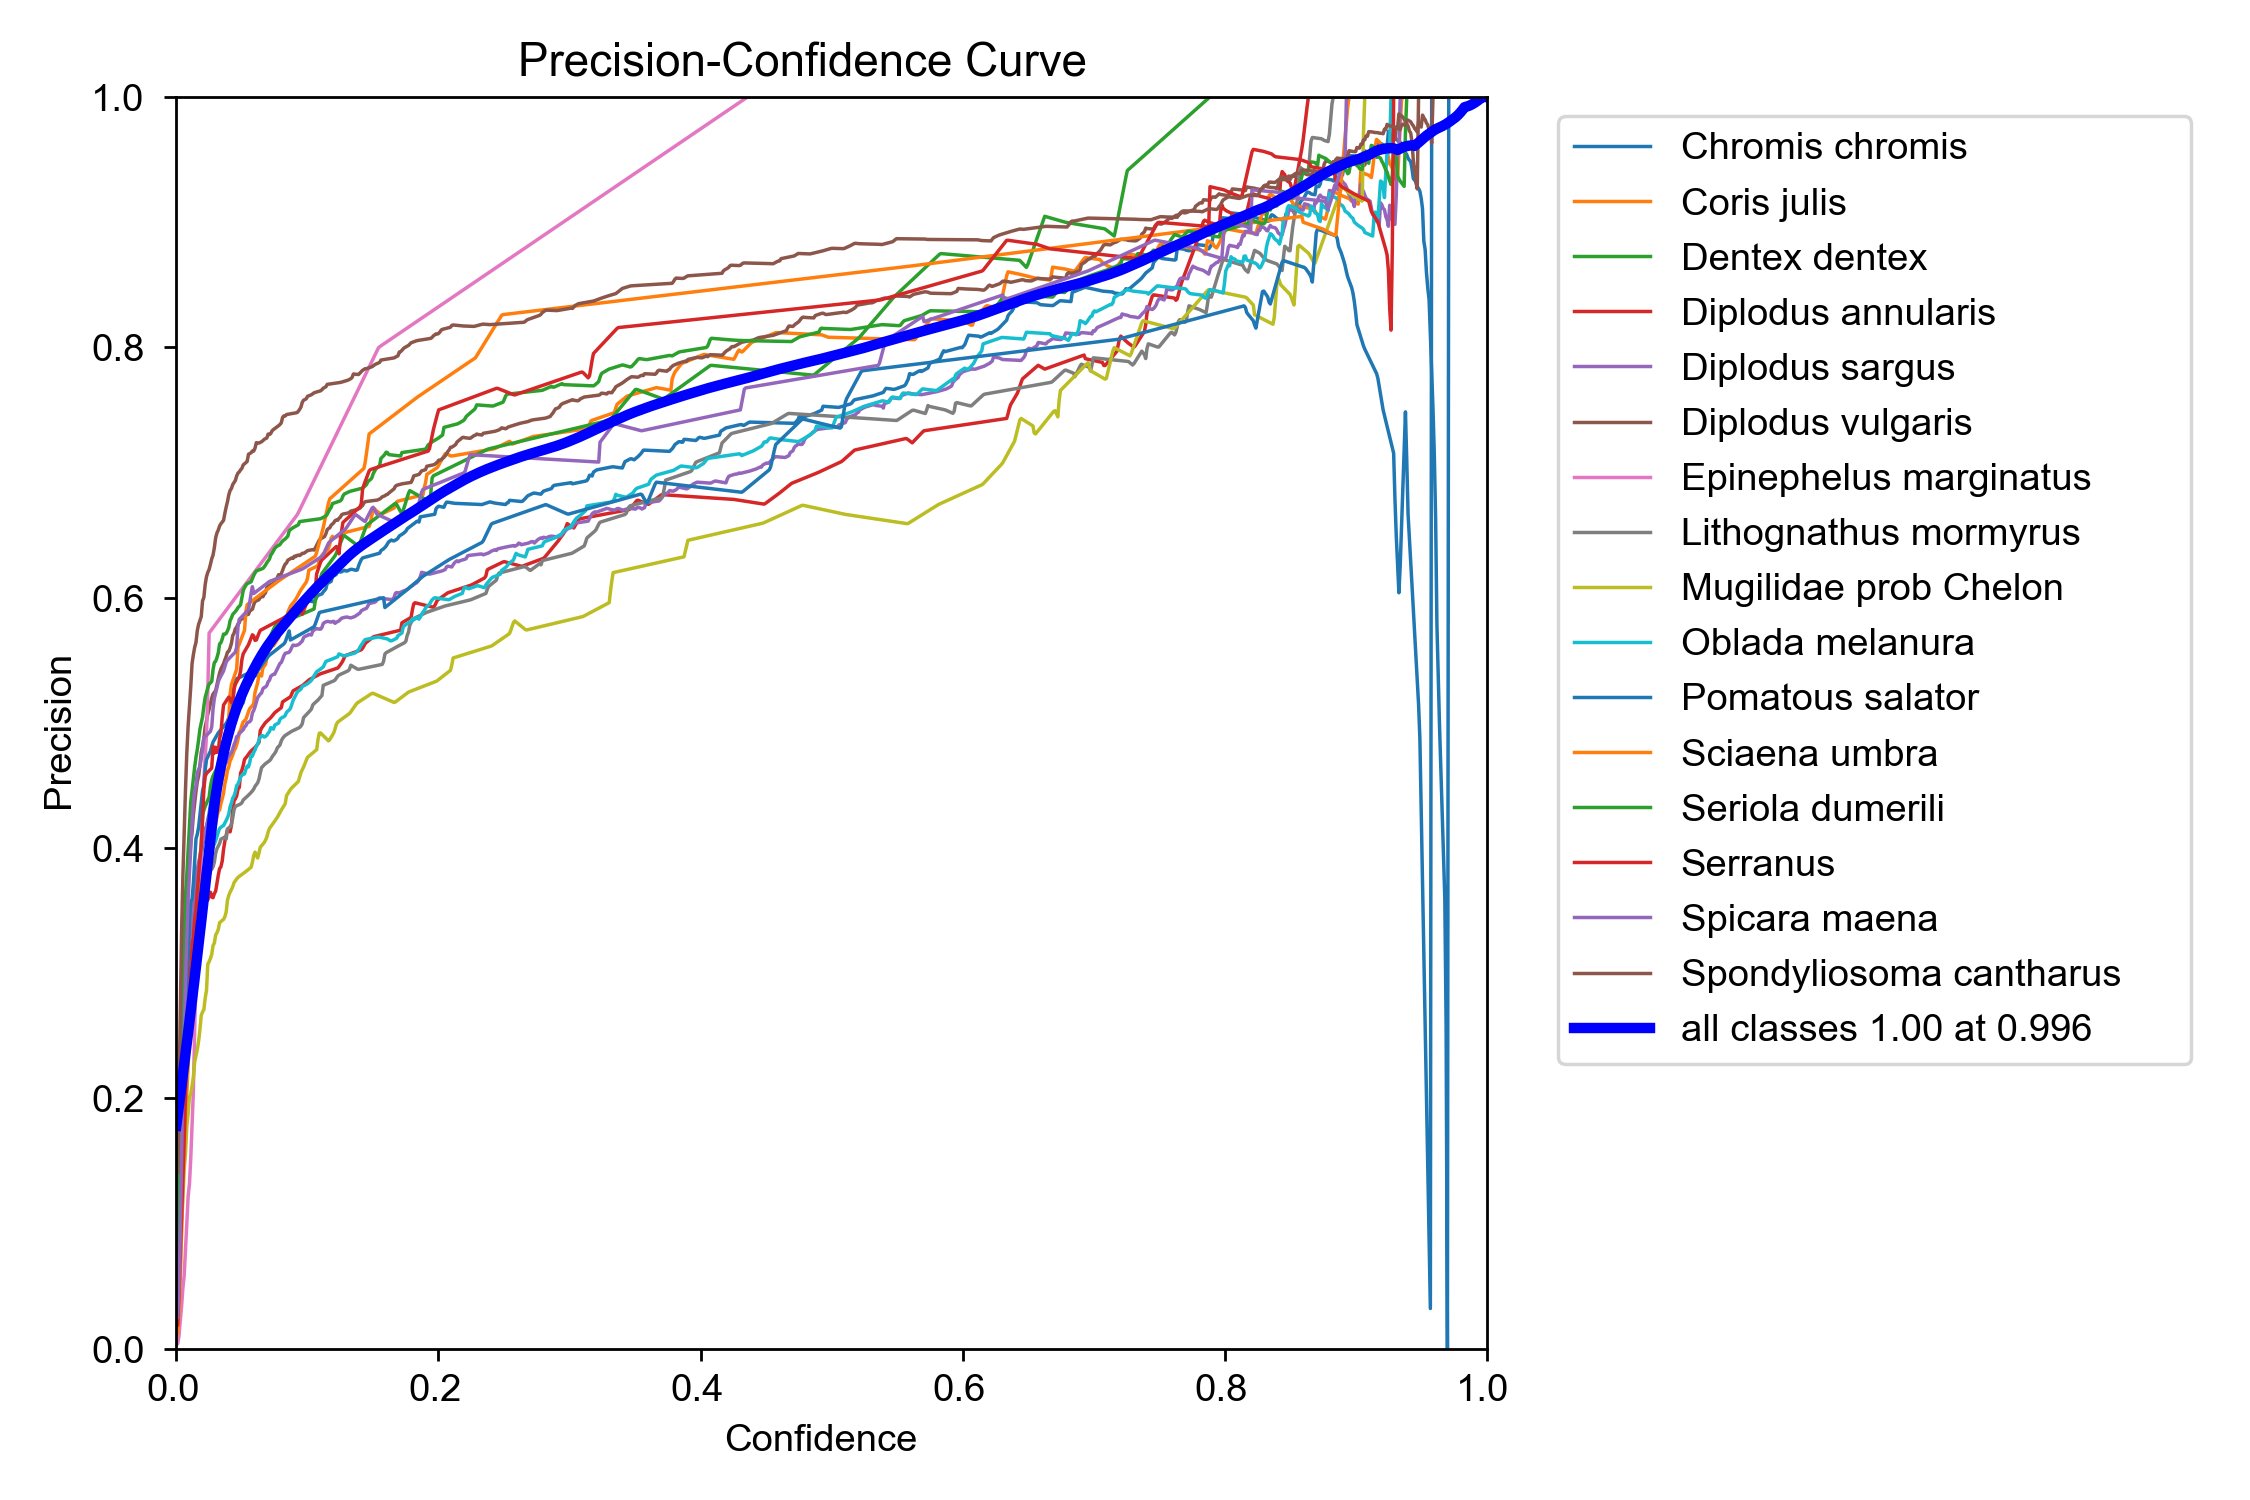 Precision-Confidence Curve
1.0
0.8
0.6
0.4
0.2
0.0
Precision
0.0 0.2 0.4 0.6 0.8 1.0
Confidence
Chromis chromis
Coris julis
Dentex dentex
Diplodus annularis
Diplodus sargus
Diplodus vulgaris
Epinephelus marginatus
Lithognathus mormyrus
Mugilidae prob Chelon
Oblada melanura
Pomatous salator
Sciaena umbra
Seriola dumerili
Serranus
Spicara maena
Spondyliosoma cantharus
all classes 1.00 at 0.996